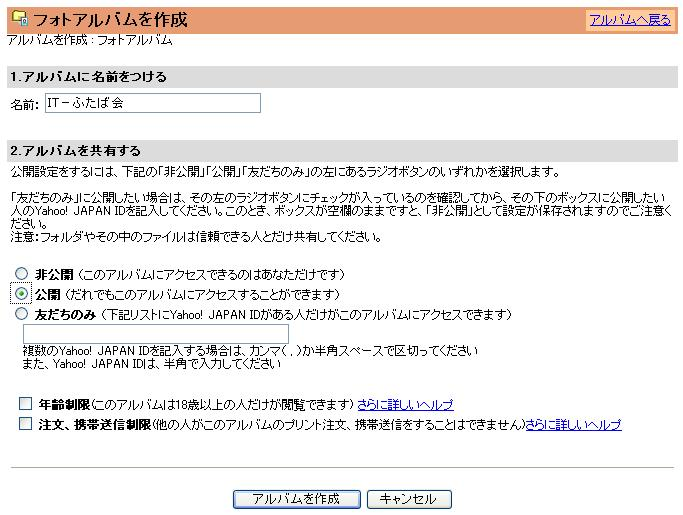 フォトアルバムを作成
アルバムへ戻る
アルバムを作成：フォトアルバム
1.アルバムに名前をつける
名前: IT－ふたば会
2.アルバムを共有する
公開設定をするには、下記の「非公開」「公開」「友だちのみ」の左にあるラジオボタンのいずれかを選択します。
「友だちのみ」に公開したい場合は、その左のラジオボタンにチェックが入っているのを確認してから、その下のボックスに公開したい
人のYahoo! JAPAN IDを記入してください。このとき、ボックスが空欄のままですと、「非公開」として設定が保存されますのでご注意く
ださい。
注意：フォルダやその中のファイルは信頼できる人とだけ共有してください。
非公開 （このアルバムにアクセスできるのはあなただけです）
公開 （だれでもこのアルバムにアクセスすることができます）
友だちのみ （下記リストにYahoo! JAPAN IDがある人だけがこのアルバムにアクセスできます）
複数のYahoo! JAPAN IDを記入する場合は、カンマ( , )か半角スペースで区切ってください
また、Yahoo! JAPAN IDは、半角で入力してください
年齢制限(このアルバムは18歳以上の人だけが閲覧できます) さらに詳しいヘルプ
注文、携帯送信制限(他の人がこのアルバムのプリント注文、携帯送信をすることはできません)さらに詳しいヘルプ
アルバムを作成
キャンセル